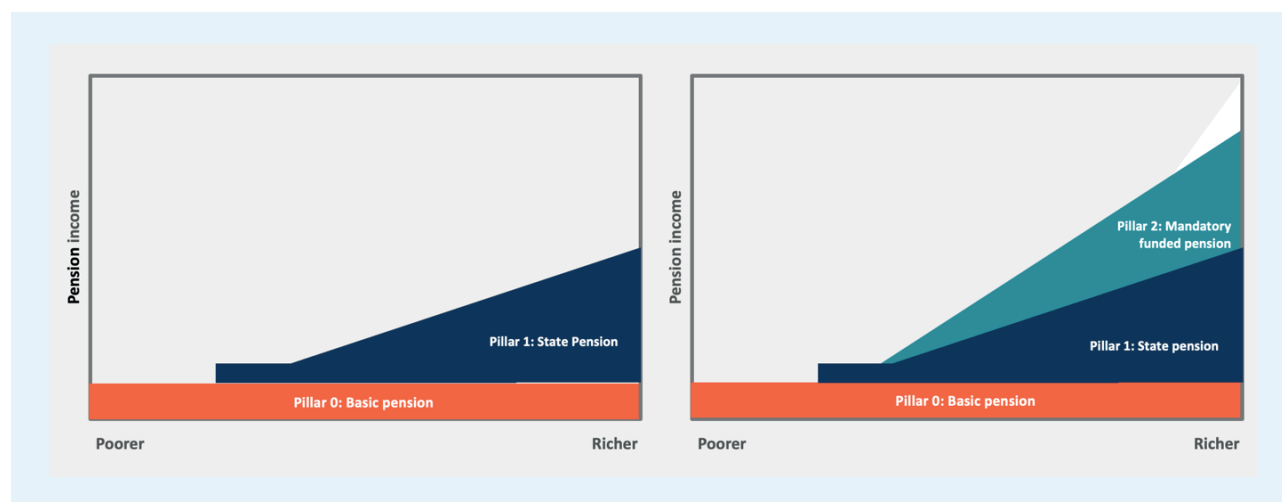 Pension income
Pillar 1: State Pension
Pillar 0: Basic pension
Poorer
Richer
Pension income
Pillar 2: Mandatory
funded pension
Pillar 1: State pension
Pillar 0: Basic pension
Poorer
Richer